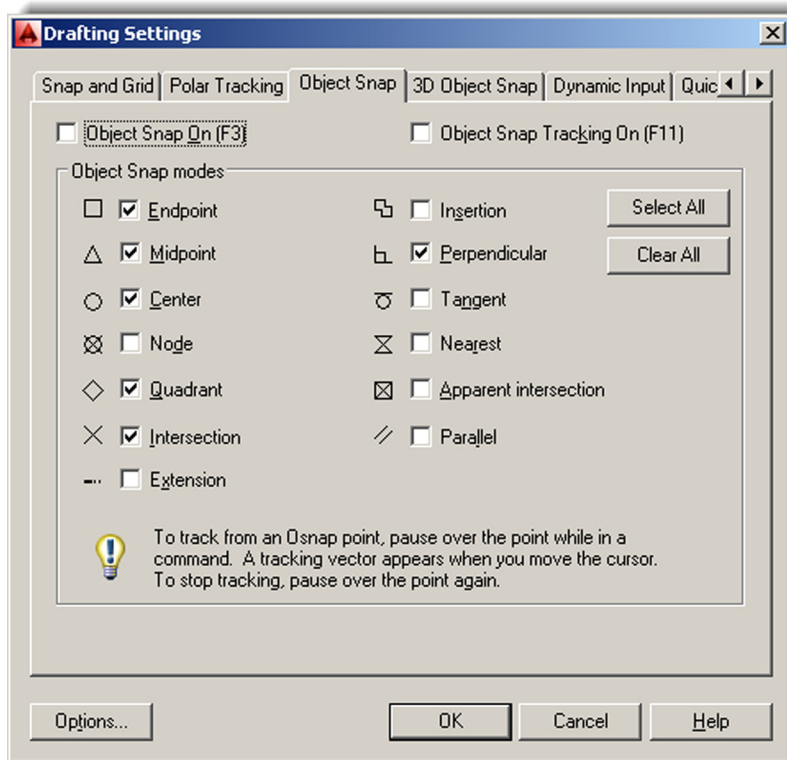 Drafting Settings
Snap and Grid Polar Tracking Object Snap 3D Object Snap Dynamic Input Quic
Object Snap On (F3) Object Snap Tracking On (F11)
Object Snap modes
Endpoint Insertion Select All
Midpoint Perpendicular Clear All
Center Tangent
Node Nearest
Quadrant Apparent intersection
Intersection Parallel
Extension
To track from an Osnap point, pause over the point while in a
command. A tracking vector appears when you move the cursor.
To stop tracking, pause over the point again.
Options... OK Cancel Help